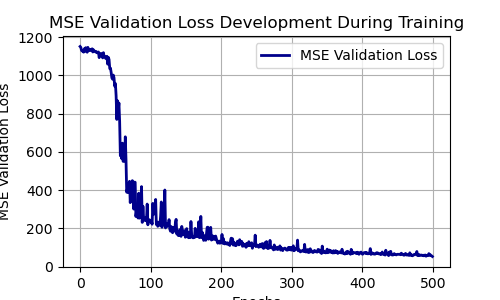 MSE Validation Loss Development During Training
MSE Validation Loss
1200
1000
800
600
400
200
0
MSE Validation Loss
0 100 200 300 400 500
Epochs